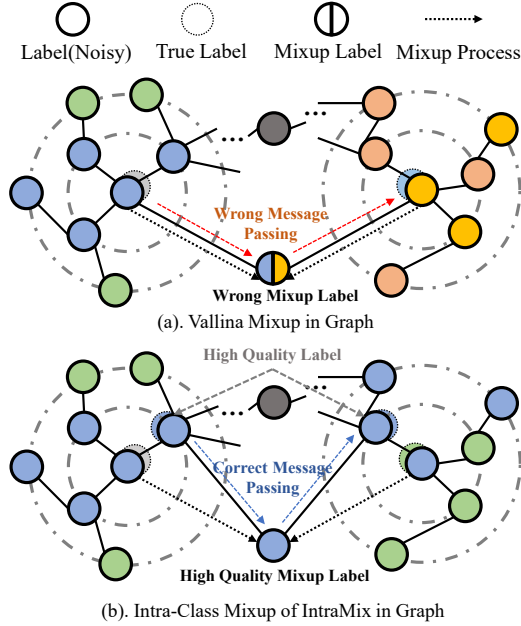 Label(Noisy) True Label Mixup Label Mixup Process
... ...
Wrong Message
Passing
Wrong Mixup Label
(a). Vallina Mixup in Graph
High Quality Label
... ...
Correct Message
Passing
High Quality Mixup Label
(b). Intra-Class Mixup of IntraMix in Graph